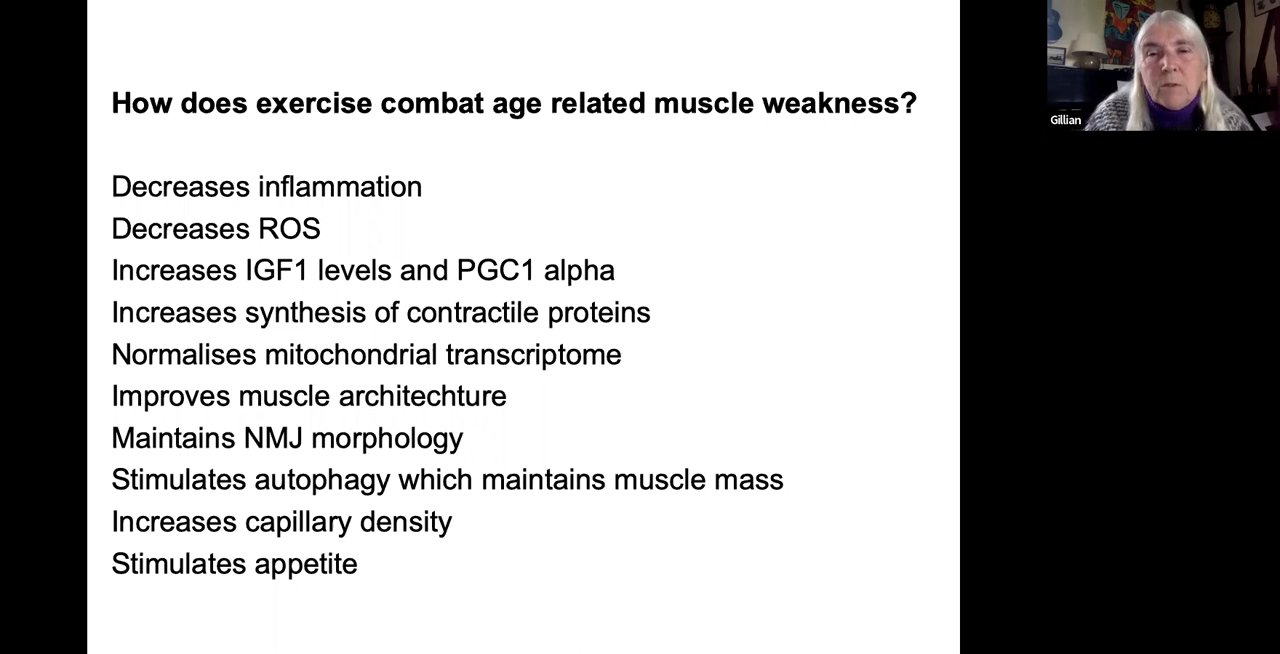 How does exercise combat age related muscle weakness?
Decreases inflammation
Decreases ROS
Increases IGF1 levels and PGC1 alpha
Increases synthesis of contractile proteins
Normalises mitochondrial transcriptome
Improves muscle architechture
Maintains NMJ morphology
Stimulates autophagy which maintains muscle mass
Increases capillary density
Stimulates appetite
Gillian